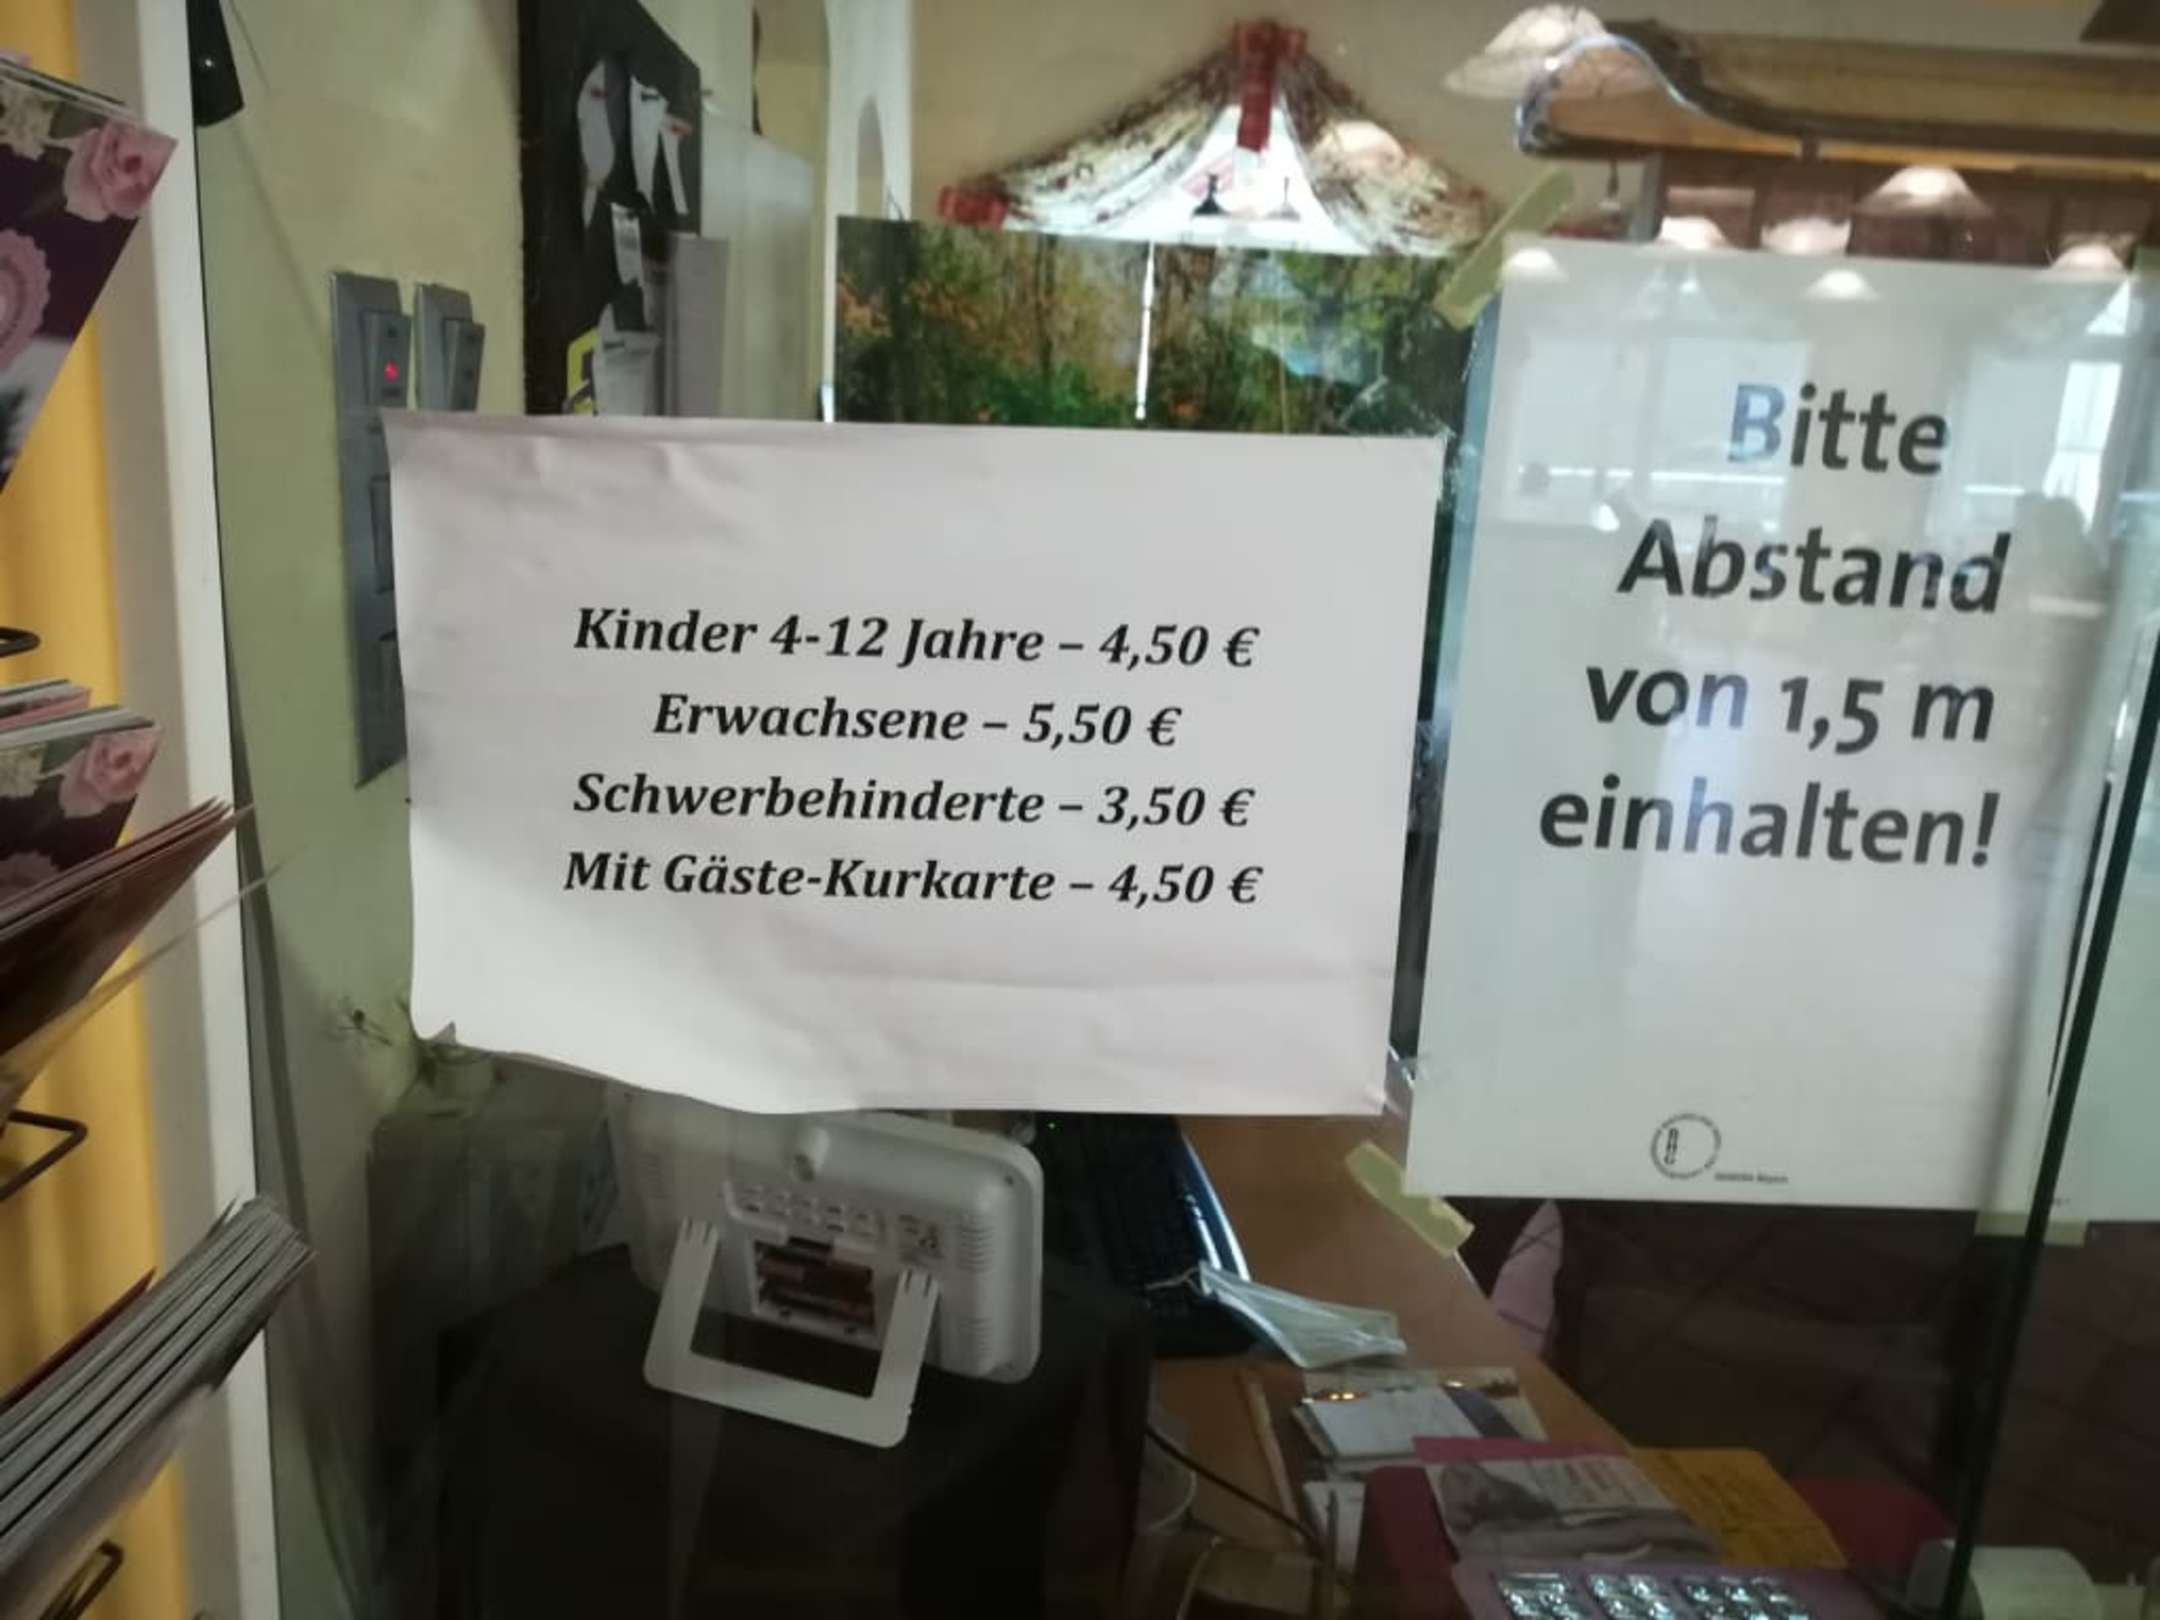 Kinder 4-12 Jahre – 4,50 €
Erwachsene – 5,50 €
Schwerbehinderte – 3,50 €
Mit Gäste-Kurkarte – 4,50 €
Bitte
Abstand
von 1,5 m
einhalten!